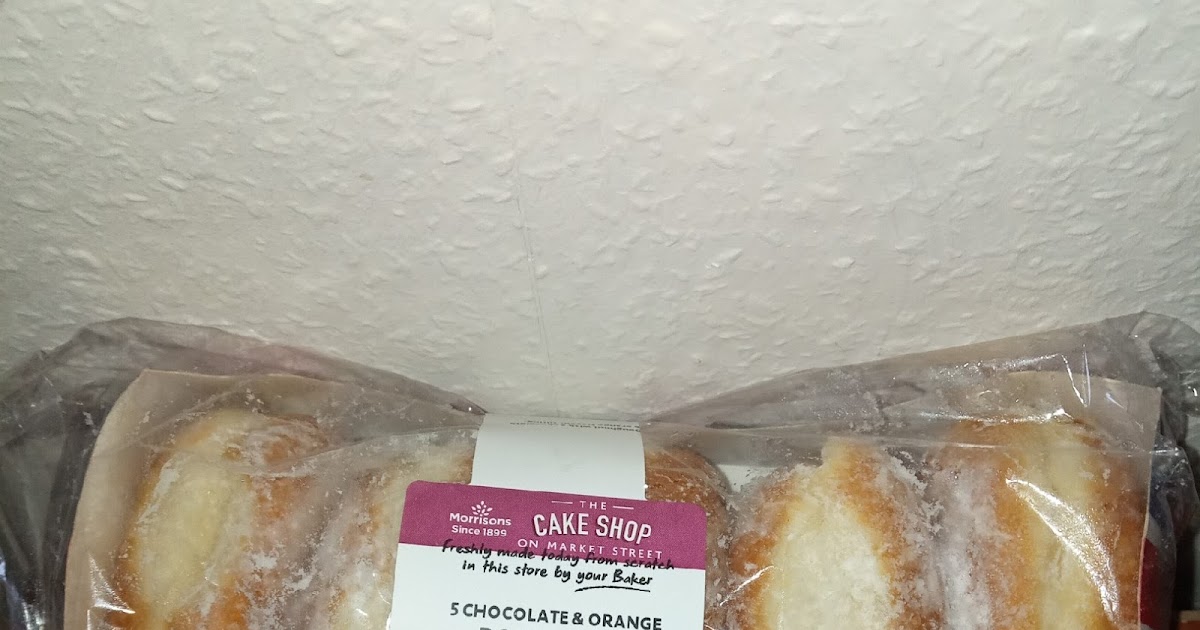 Morrisons
Since 1899
THE
CAKE SHOP
ON MARKET STREET
Freshly made today from scratch
in this store by your Baker
5 CHOCOLATE & ORANGE